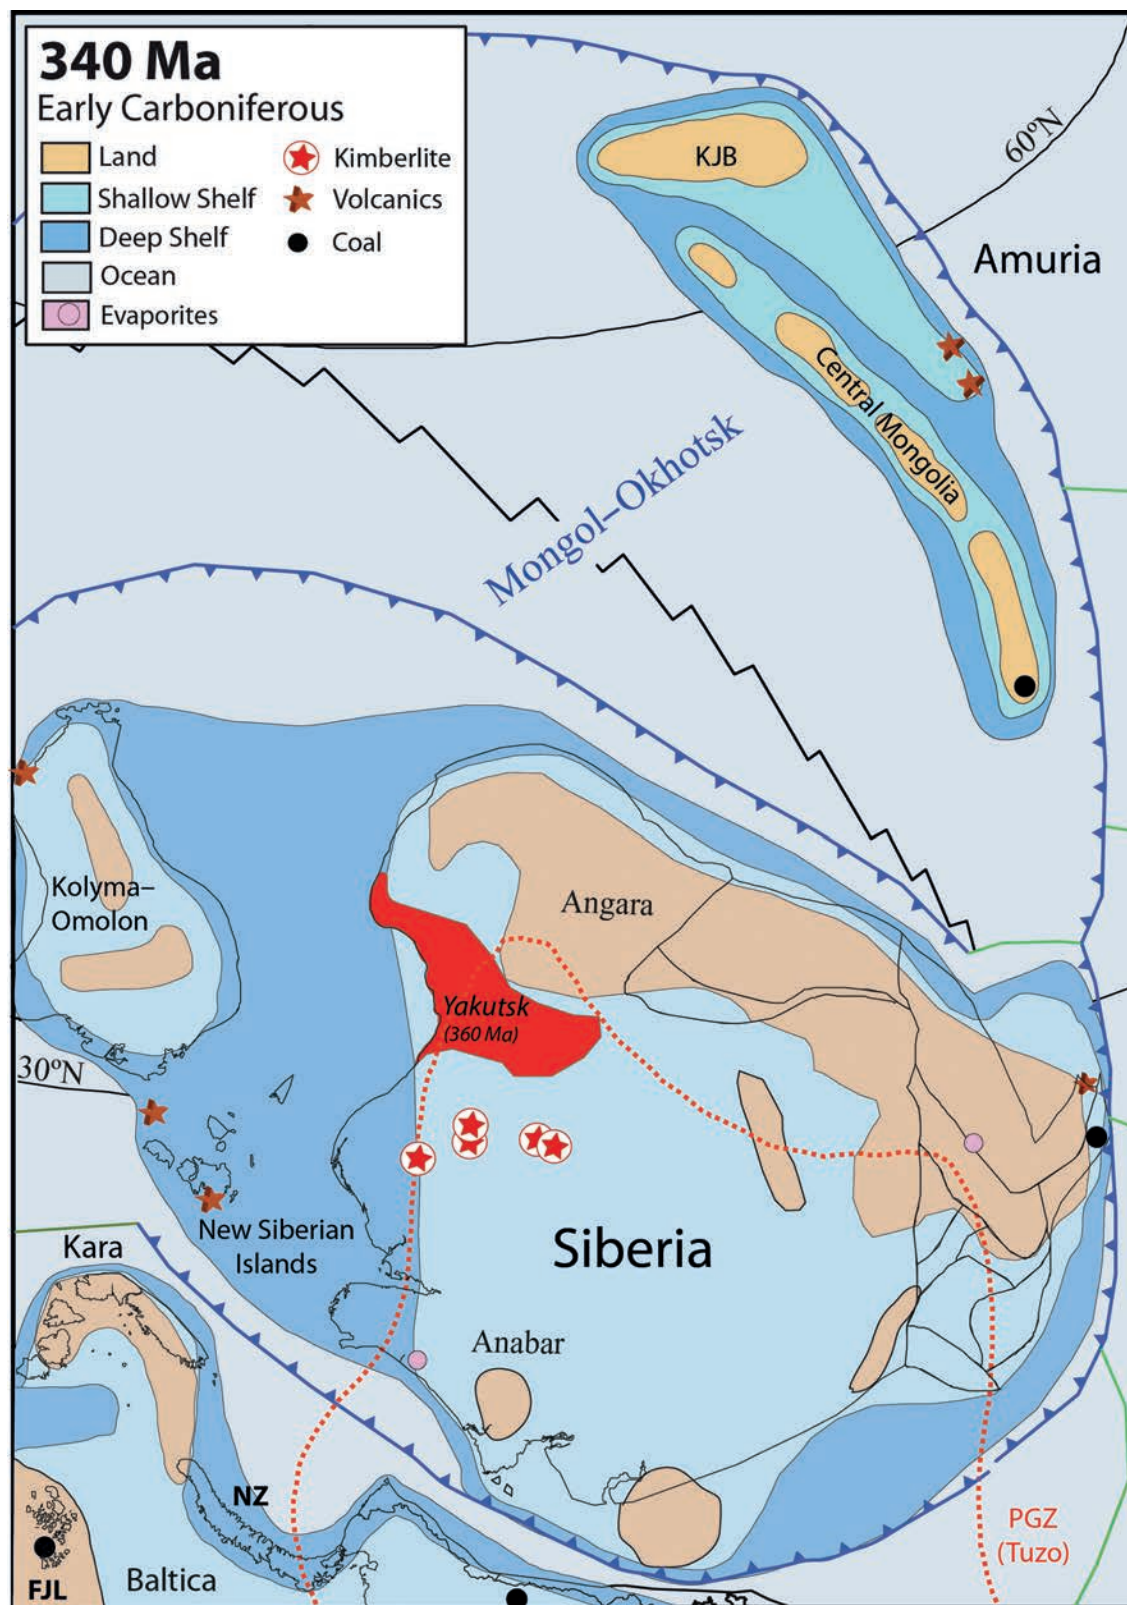 340 Ma
Early Carboniferous
Land
Shallow Shelf
Deep Shelf
Ocean
Evaporites
Kimberlite
Volcanics
Coal
KJB
60ºN
Amuria
Central Mongolia
Mongol–Okhotsk
Kolyma–
Omolon
Angara
Yakutsk
(360 Ma)
30ºN
New Siberian
Islands
Kara
Siberia
Anabar
NZ
PGZ
(Tuzo)
Baltica
FJL